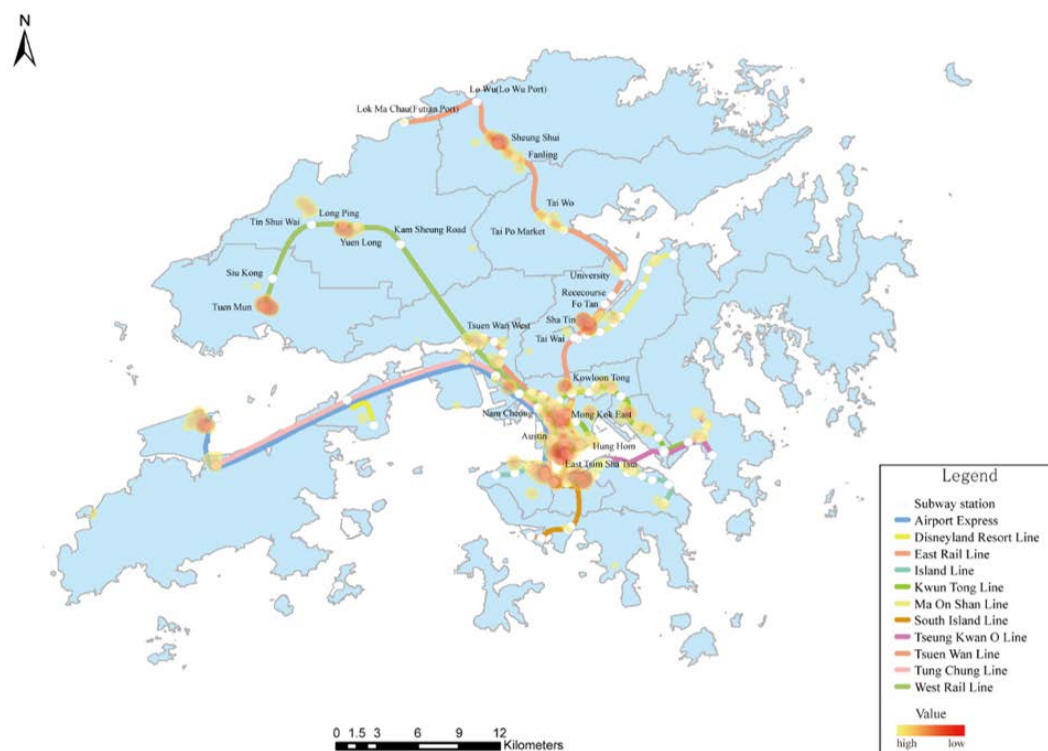 N
Lo Wu(Lo Wu Port)
Lok Ma Chau(Futian Port)
Sheung Shui
Fanling
Tai Wo
Long Ping
Tin Shui Wai
Kam Sheung Road
Tai Po Market
Yuen Long
University
Siu Kong
Rececourse
Fo Tan
Tuen Mun
Sha Tin
Tsuen Wan West
Tai Wai
Kowloon Tong
Nam Cheong
Mong Kok East
Austin
Hung Hom
East Tsim Sha Tsui
Legend
Subway station
Airport Express
Disneyland Resort Line
East Rail Line
Island Line
Kwun Tong Line
Ma On Shan Line
South Island Line
Tseung Kwan O Line
Tsuen Wan Line
Tung Chung Line
West Rail Line
Value
high low
0 1.5 3 6 9 12
Kilometers